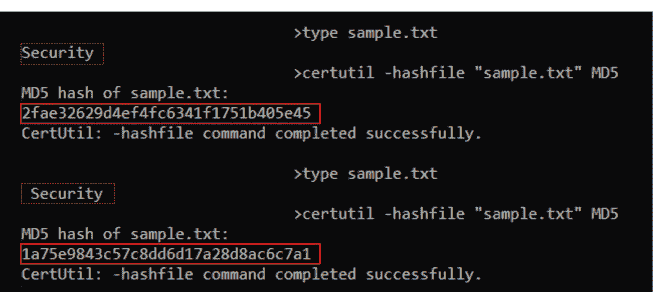 >type sample.txt
Security
>certutil -hashfile "sample.txt" MD5
MD5 hash of sample.txt:
2fae32629d4ef4fc6341f1751b405e45
CertUtil: -hashfile command completed successfully.
>type sample.txt
 Security
>certutil -hashfile "sample.txt" MD5
MD5 hash of sample.txt:
1a75e9843c57c8dd6d17a28d8ac6c7a1
CertUtil: -hashfile command completed successfully.